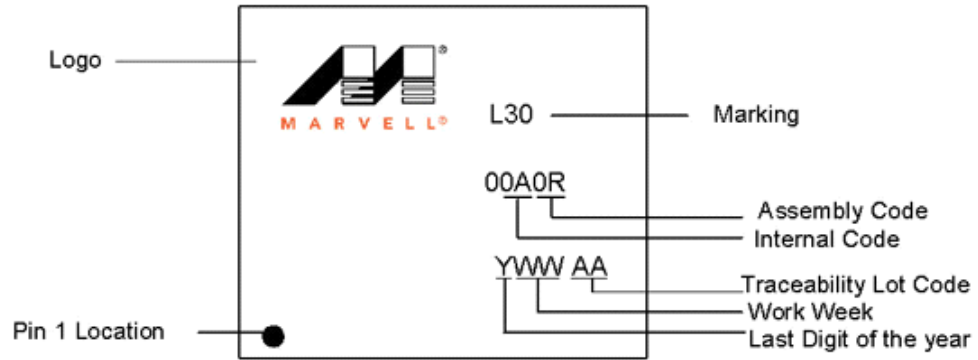 Logo
®
MARVELL®
L30
Marking
00A0R
Assembly Code
Internal Code
YWW AA
Traceability Lot Code
Work Week
Last Digit of the year
Pin 1 Location